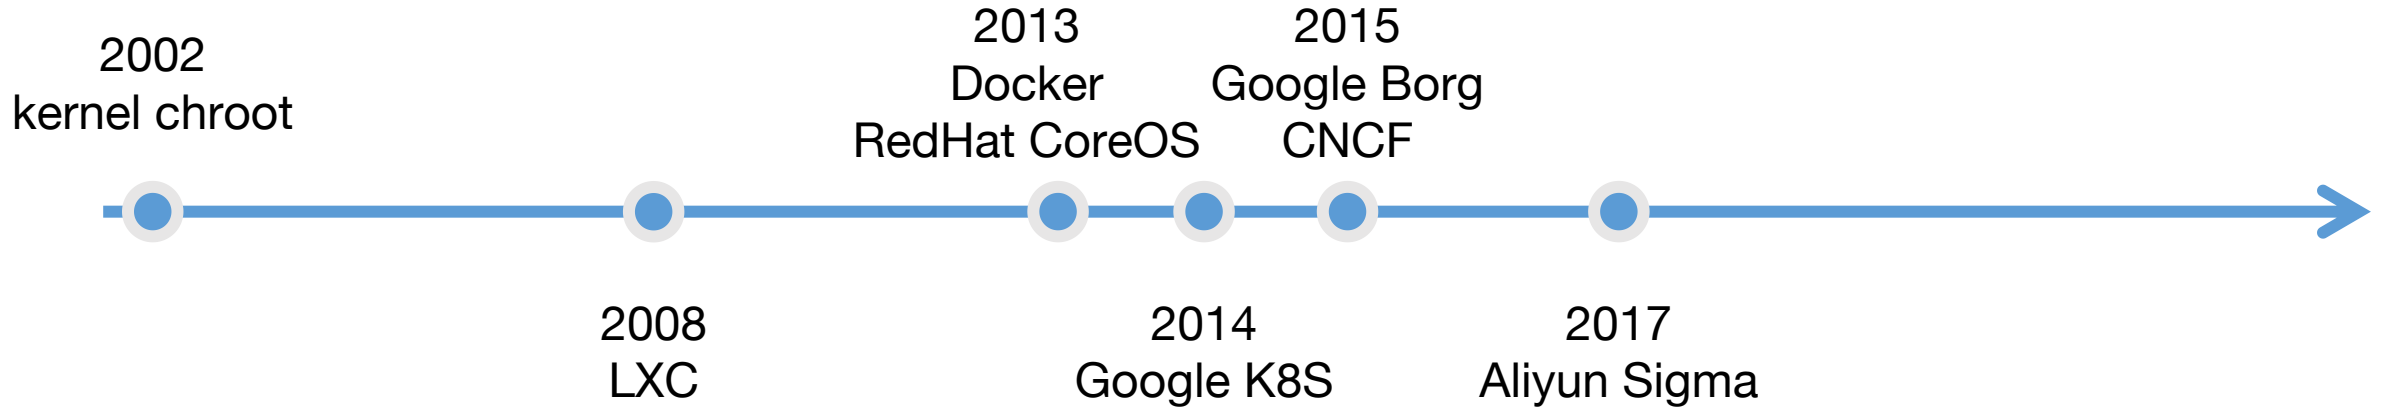 2002
kernel chroot
2008
LXC
2013
Docker
RedHat CoreOS
2014
Google K8S
2015
Google Borg
CNCF
2017
Aliyun Sigma